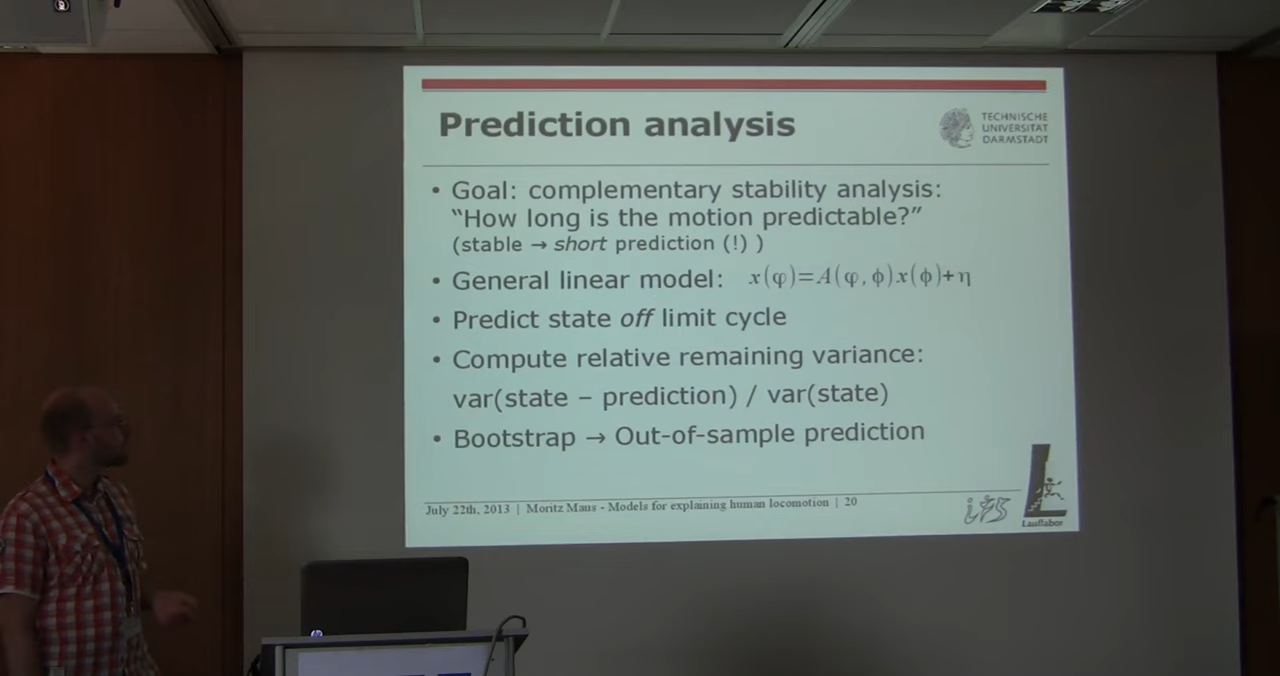 Prediction analysis
TECHNISCHE
UNIVERSITÄT
DARMSTADT
• Goal: complementary stability analysis:
“How long is the motion predictable?”
(stable → short prediction (!) )
• General linear model: x(φ)=A(φ,ϕ)x(ϕ)+η
• Predict state off limit cycle
• Compute relative remaining variance:
var(state – prediction) / var(state)
• Bootstrap → Out-of-sample prediction
July 22th, 2013 | Moritz Maus - Models for explaining human locomotion | 20
Lauflabor
hp